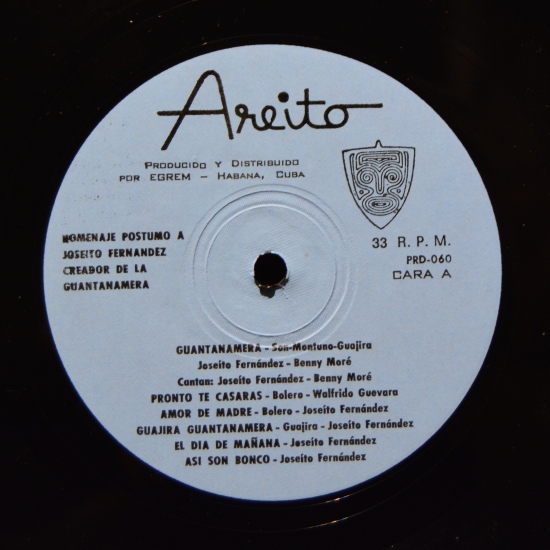 Areito
PRODUCIDO Y DISTRIBUIDO
POR EGREM - HABANA, CUBA
HOMENAJE POSTUMO A
JOSEITO FERNANDEZ
CREADOR DE LA
GUANTANAMERA
33 R. P. M.
PRD-060
CARA A
GUANTANAMERA - Son-Montuno-Guajira
Joseito Fernández - Benny Moré
Cantan: Joseito Fernández - Benny Moré
PRONTO TE CASARAS - Bolero - Walfrido Guevara
AMOR DE MADRE - Bolero - Joseito Fernández
GUAJIRA GUANTANAMERA - Guajira - Joseito Fernández
EL DIA DE MAÑANA - Joseito Fernández
ASI SON BONCO - Joseito Fernández